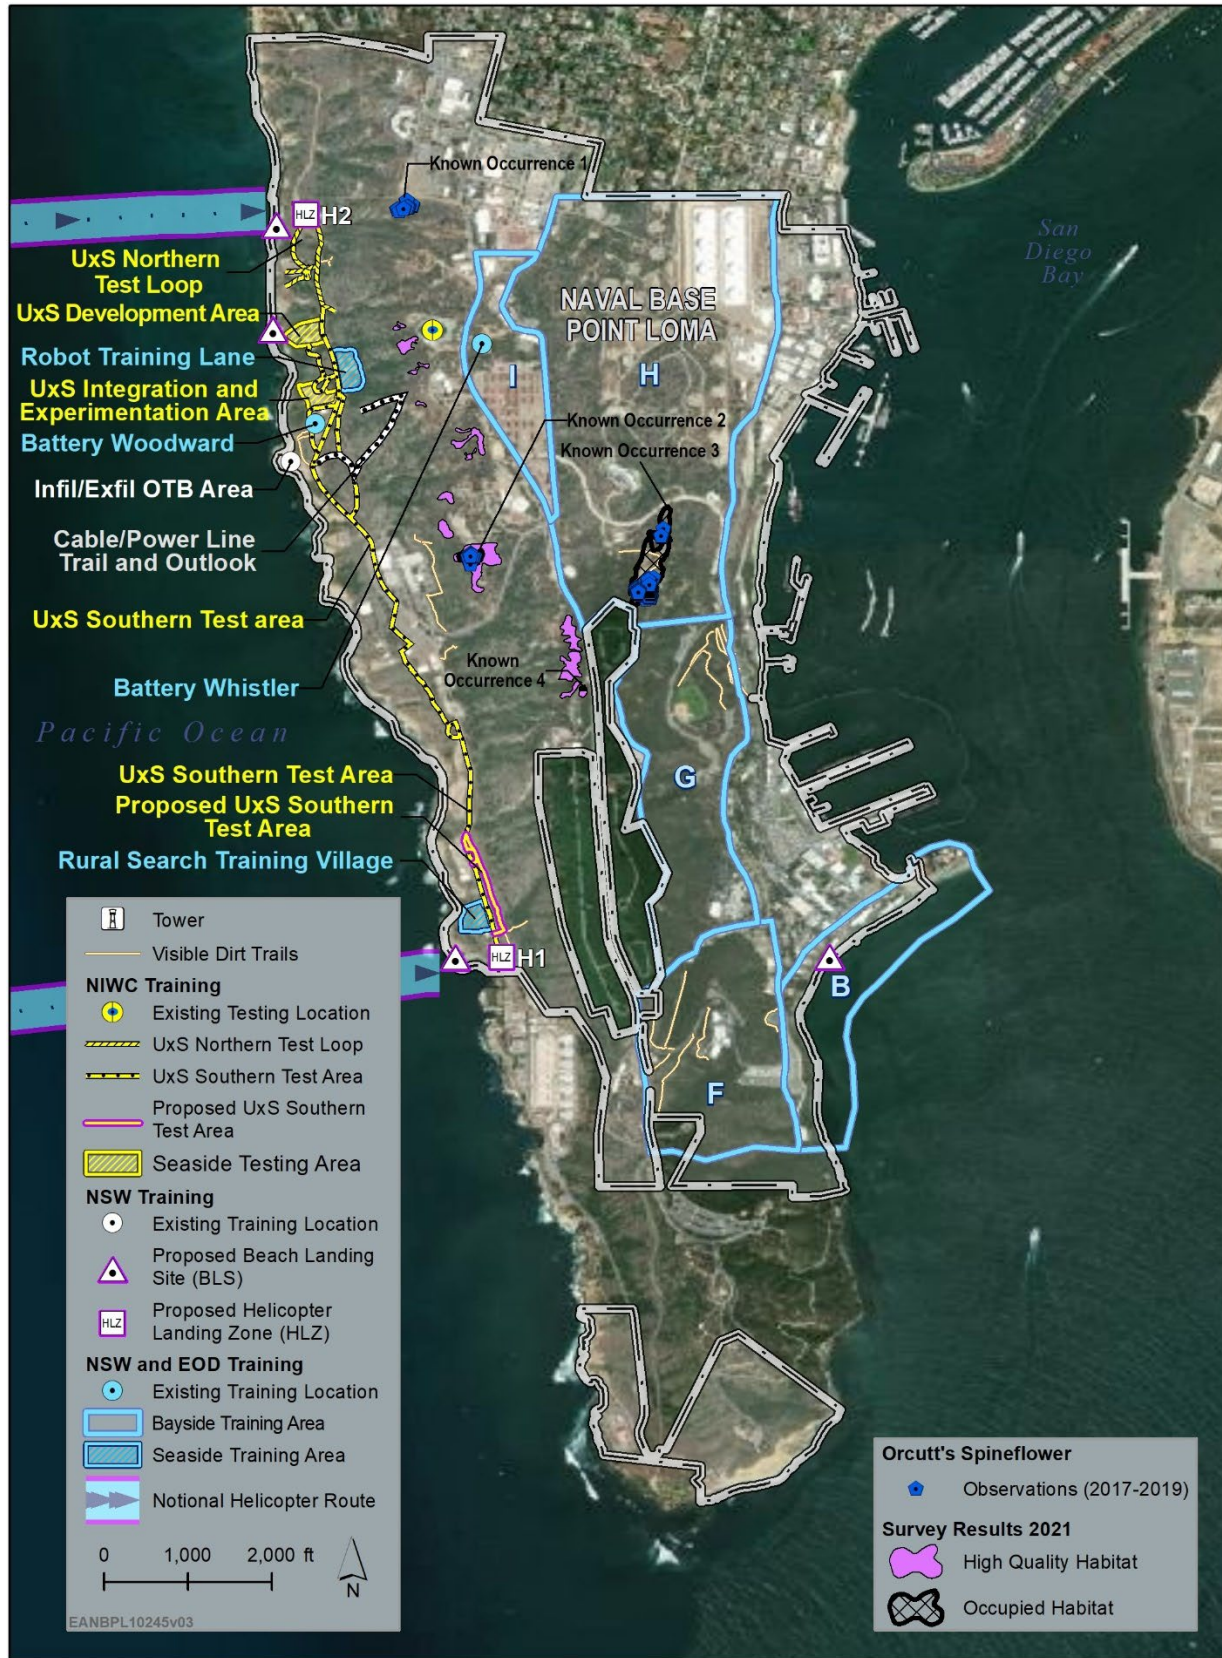 Known Occurrence 1
HLZ
H2
San
Diego
Bay
UxS Northern
Test Loop
NAVAL BASE
POINT LOMA
UxS Development Area
Robot Training Lane
I
H
UxS Integration and
Experimentation Area
Known Occurrence 2
Battery Woodward
Known Occurrence 3
Infil/Exfil OTB Area
Cable/Power Line
Trail and Outlook
UxS Southern Test area
Known
Occurrence 4
Battery Whistler
Pacific Ocean
UxS Southern Test Area
G
Proposed UxS Southern
Test Area
Rural Search Training Village
HLZ
H1
B
F
Tower
Visible Dirt Trails
NIWC Training
Existing Testing Location
UxS Northern Test Loop
UxS Southern Test Area
Proposed UxS Southern
Test Area
Seaside Testing Area
NSW Training
Existing Training Location
Proposed Beach Landing
Site (BLS)
HLZ
Proposed Helicopter
Landing Zone (HLZ)
NSW and EOD Training
Existing Training Location
Bayside Training Area
Seaside Training Area
Notional Helicopter Route
0 1,000 2,000 ft
N
EANBPL10245v03
Orcutt's Spineflower
Observations (2017-2019)
Survey Results 2021
High Quality Habitat
Occupied Habitat